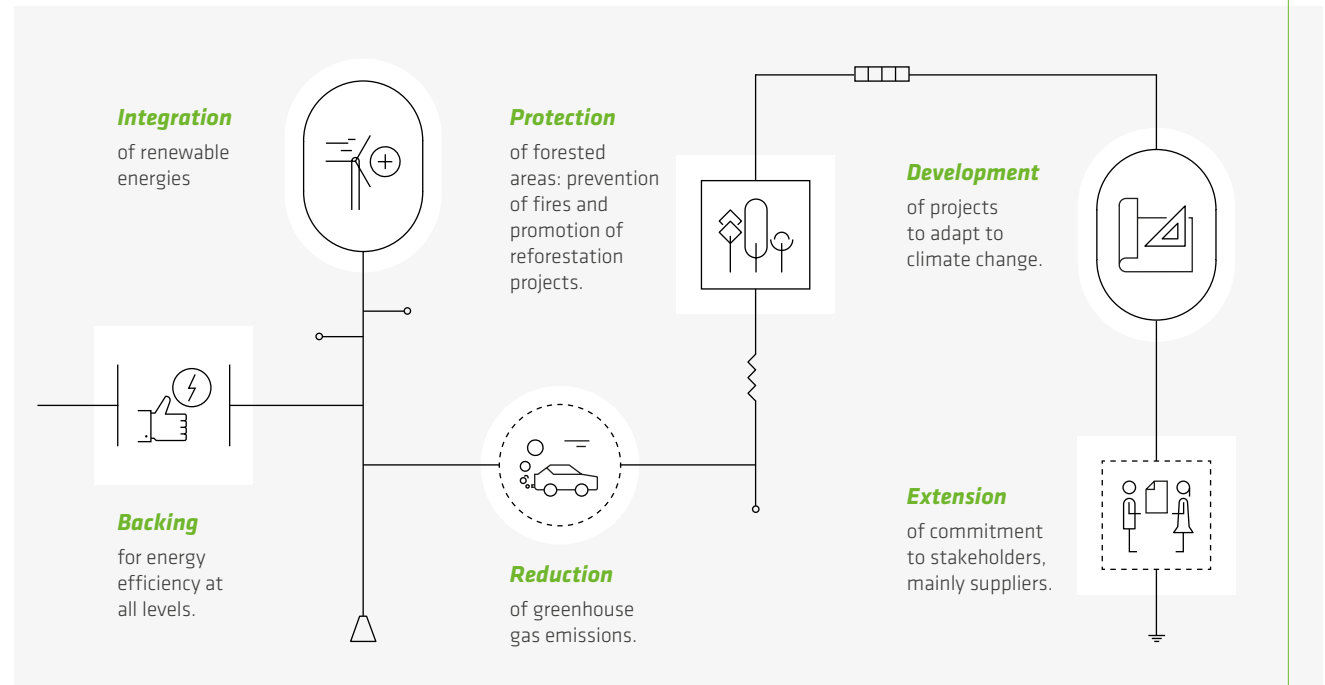 Integration
of renewable
energies
Backing
for energy
efficiency at
all levels.
Protection
of forested
areas: prevention
of fires and
promotion of
reforestation
projects.
Reduction
of greenhouse
gas emissions.
Development
of projects
to adapt to
climate change.
Extension
of commitment
to stakeholders,
mainly suppliers.